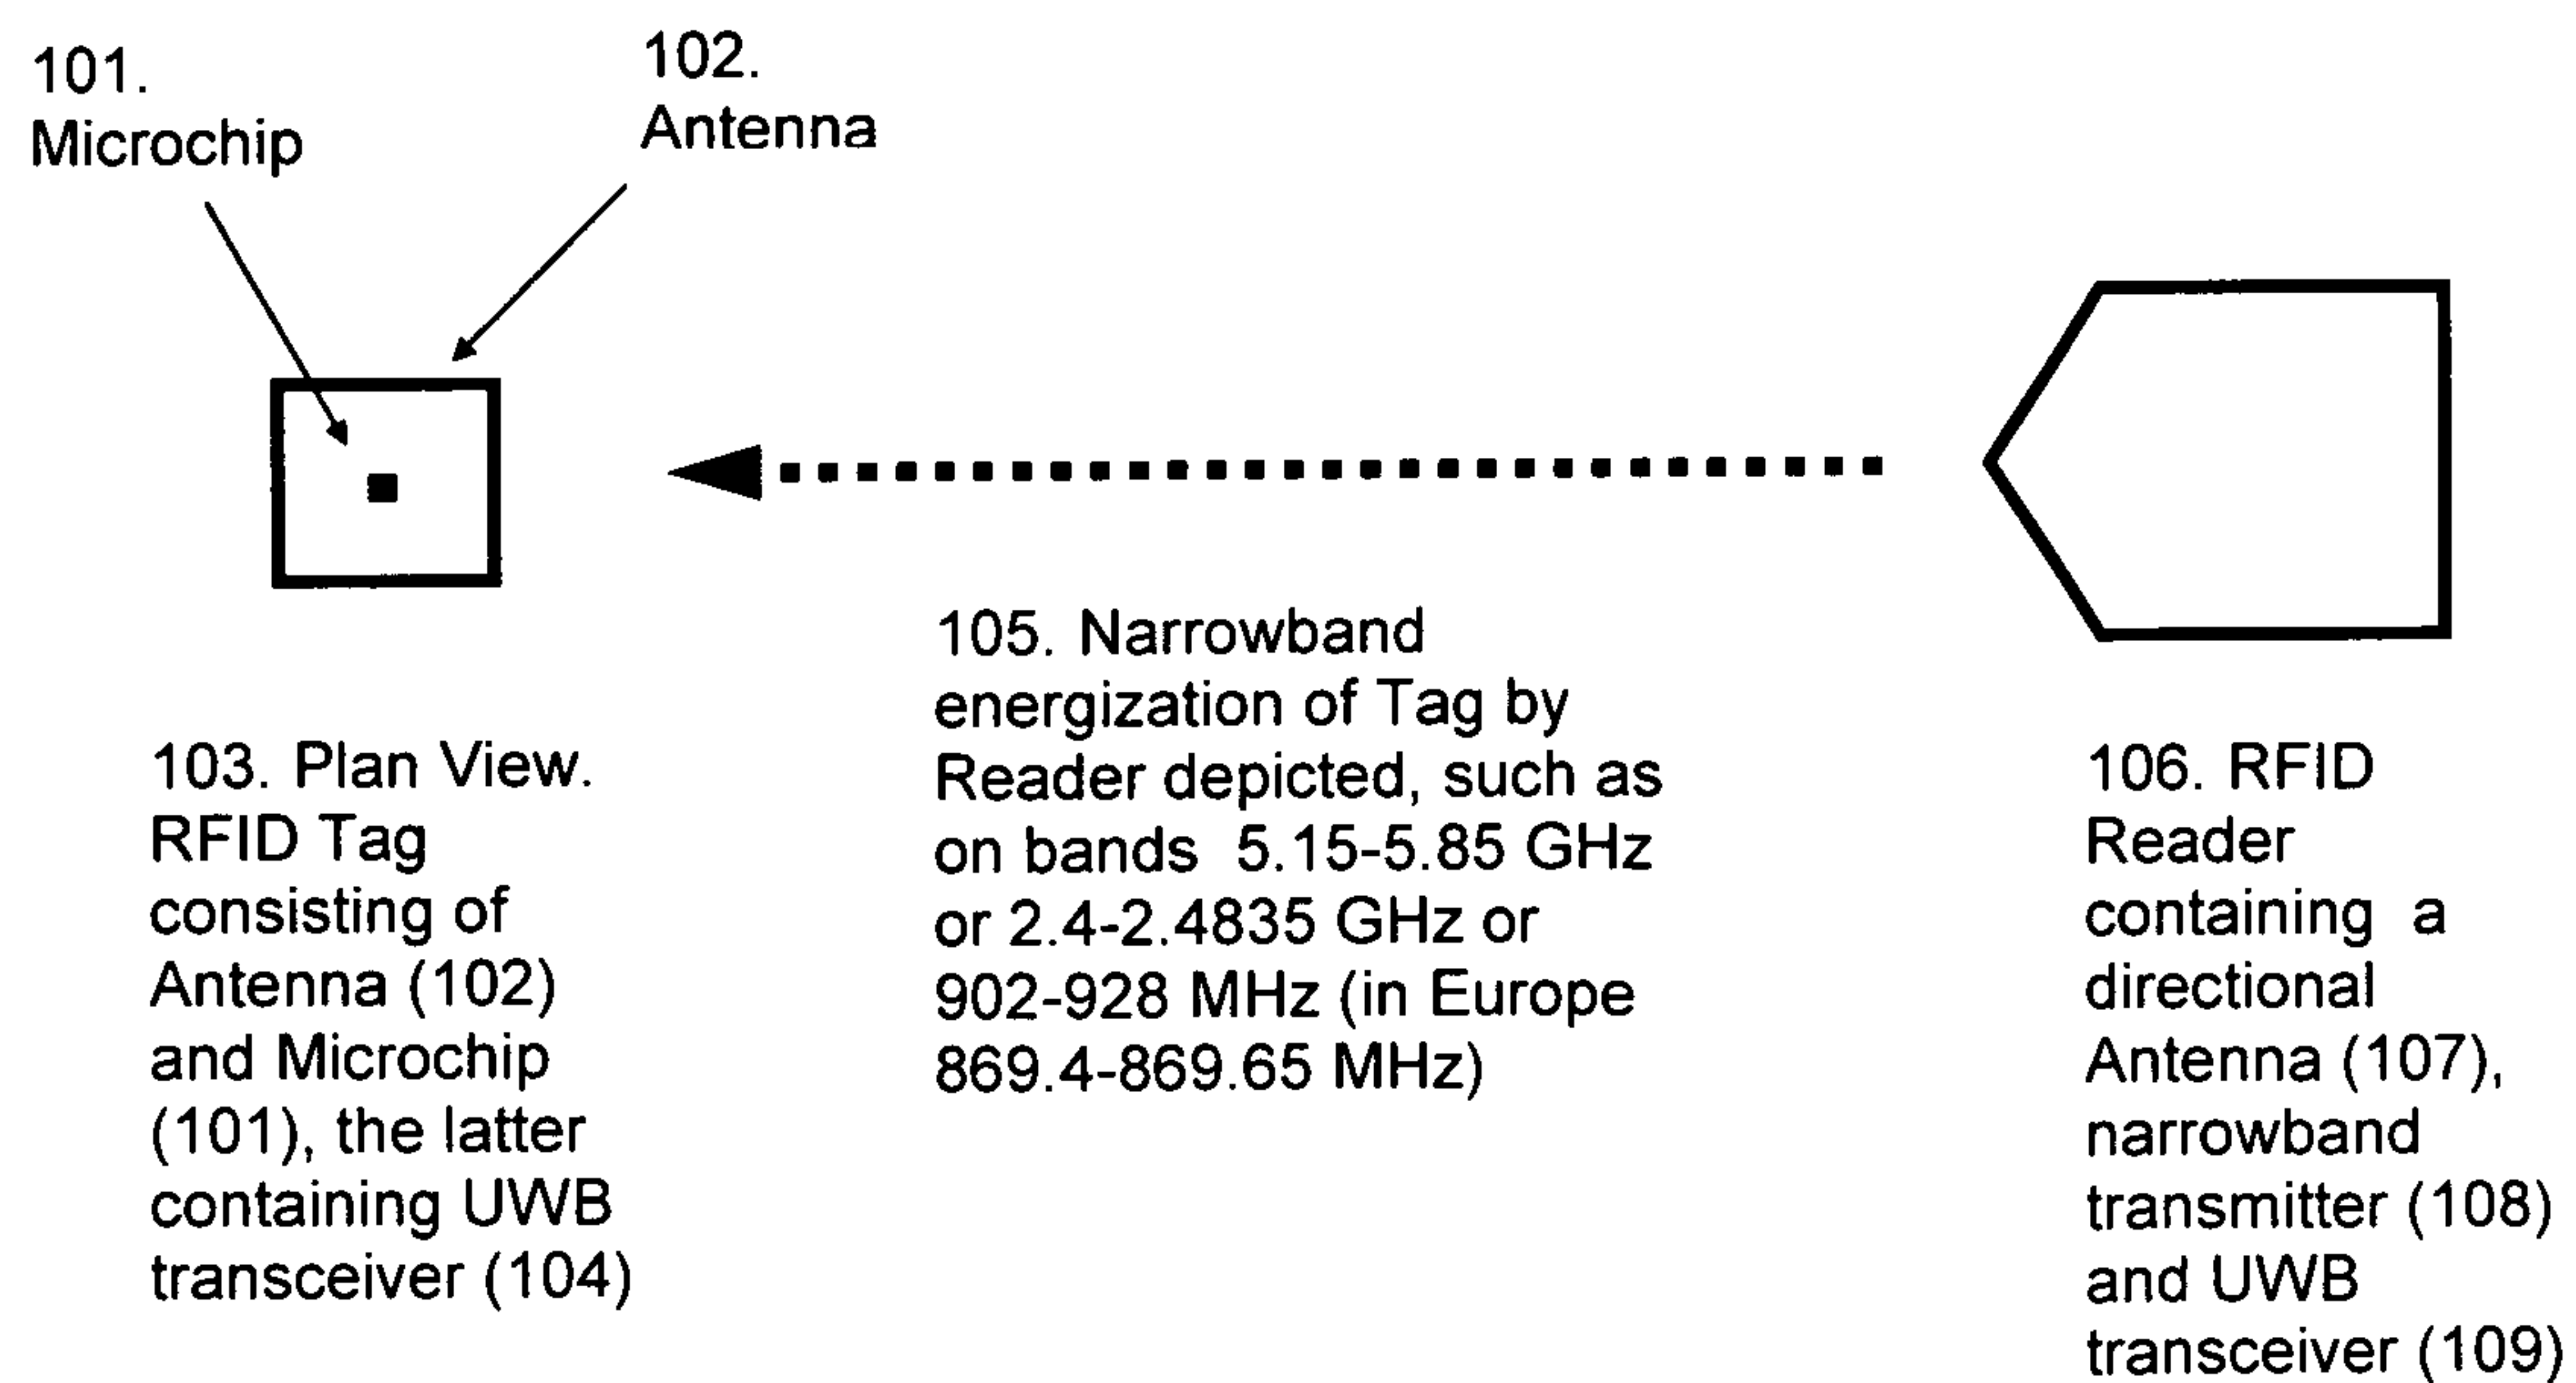 101.
Microchip
102.
Antenna
103. Plan View.
RFID Tag
consisting of
Antenna (102)
and Microchip
(101), the latter
containing UWB
transceiver (104)
105. Narrowband
energization of Tag by
Reader depicted, such as
on bands 5.15-5.85 GHz
or 2.4-2.4835 GHz or
902-928 MHz (in Europe
869.4-869.65 MHz)
106. RFID
Reader
containing a
directional
Antenna (107),
narrowband
transmitter (108)
and UWB
transceiver (109)